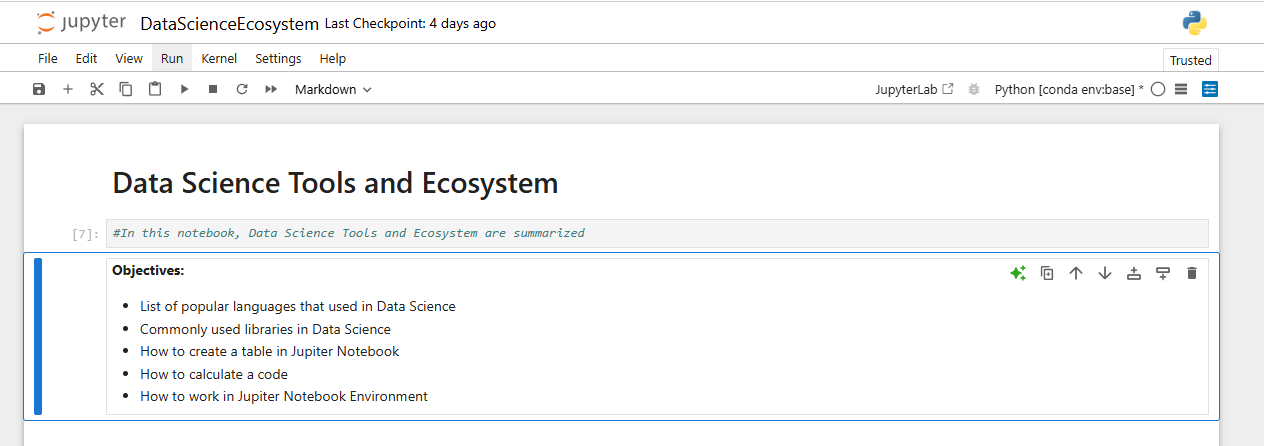 jupyter DataScienceEcosystem Last Checkpoint: 4 days ago
File Edit View Run Kernel Settings Help
Trusted
Markdown JupyterLab Python [conda env:base] *
Data Science Tools and Ecosystem
[7]: #In this notebook, Data Science Tools and Ecosystem are summarized
Objectives:
• List of popular languages that used in Data Science
• Commonly used libraries in Data Science
• How to create a table in Jupiter Notebook
• How to calculate a code
• How to work in Jupiter Notebook Environment